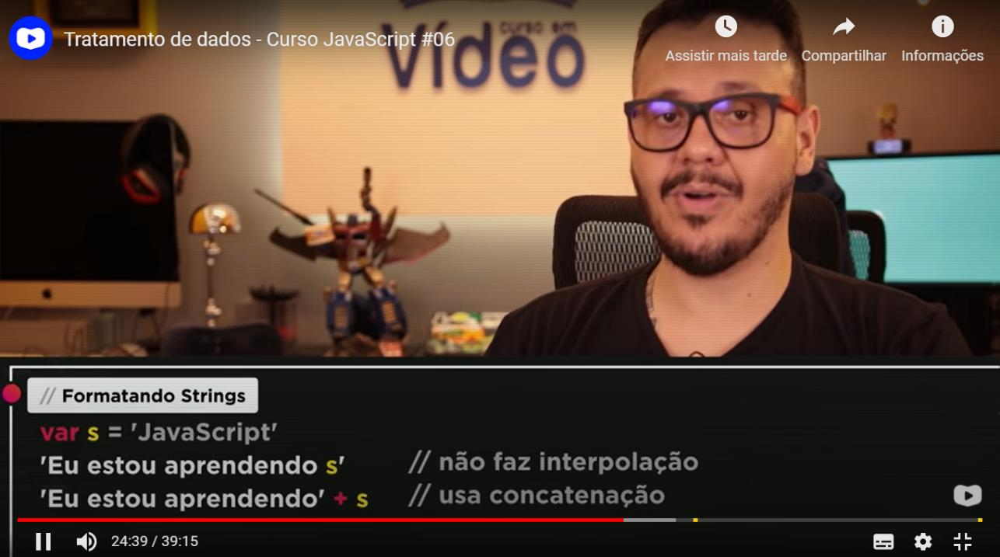 Tratamento de dados - Curso JavaScript #06
Assistir mais tarde
Compartilhar
Informações
curso em
vídeo
// Formatando Strings
var s = 'JavaScript'
'Eu estou aprendendo s' // não faz interpolação
'Eu estou aprendendo' + s // usa concatenação
24:39 / 39:15